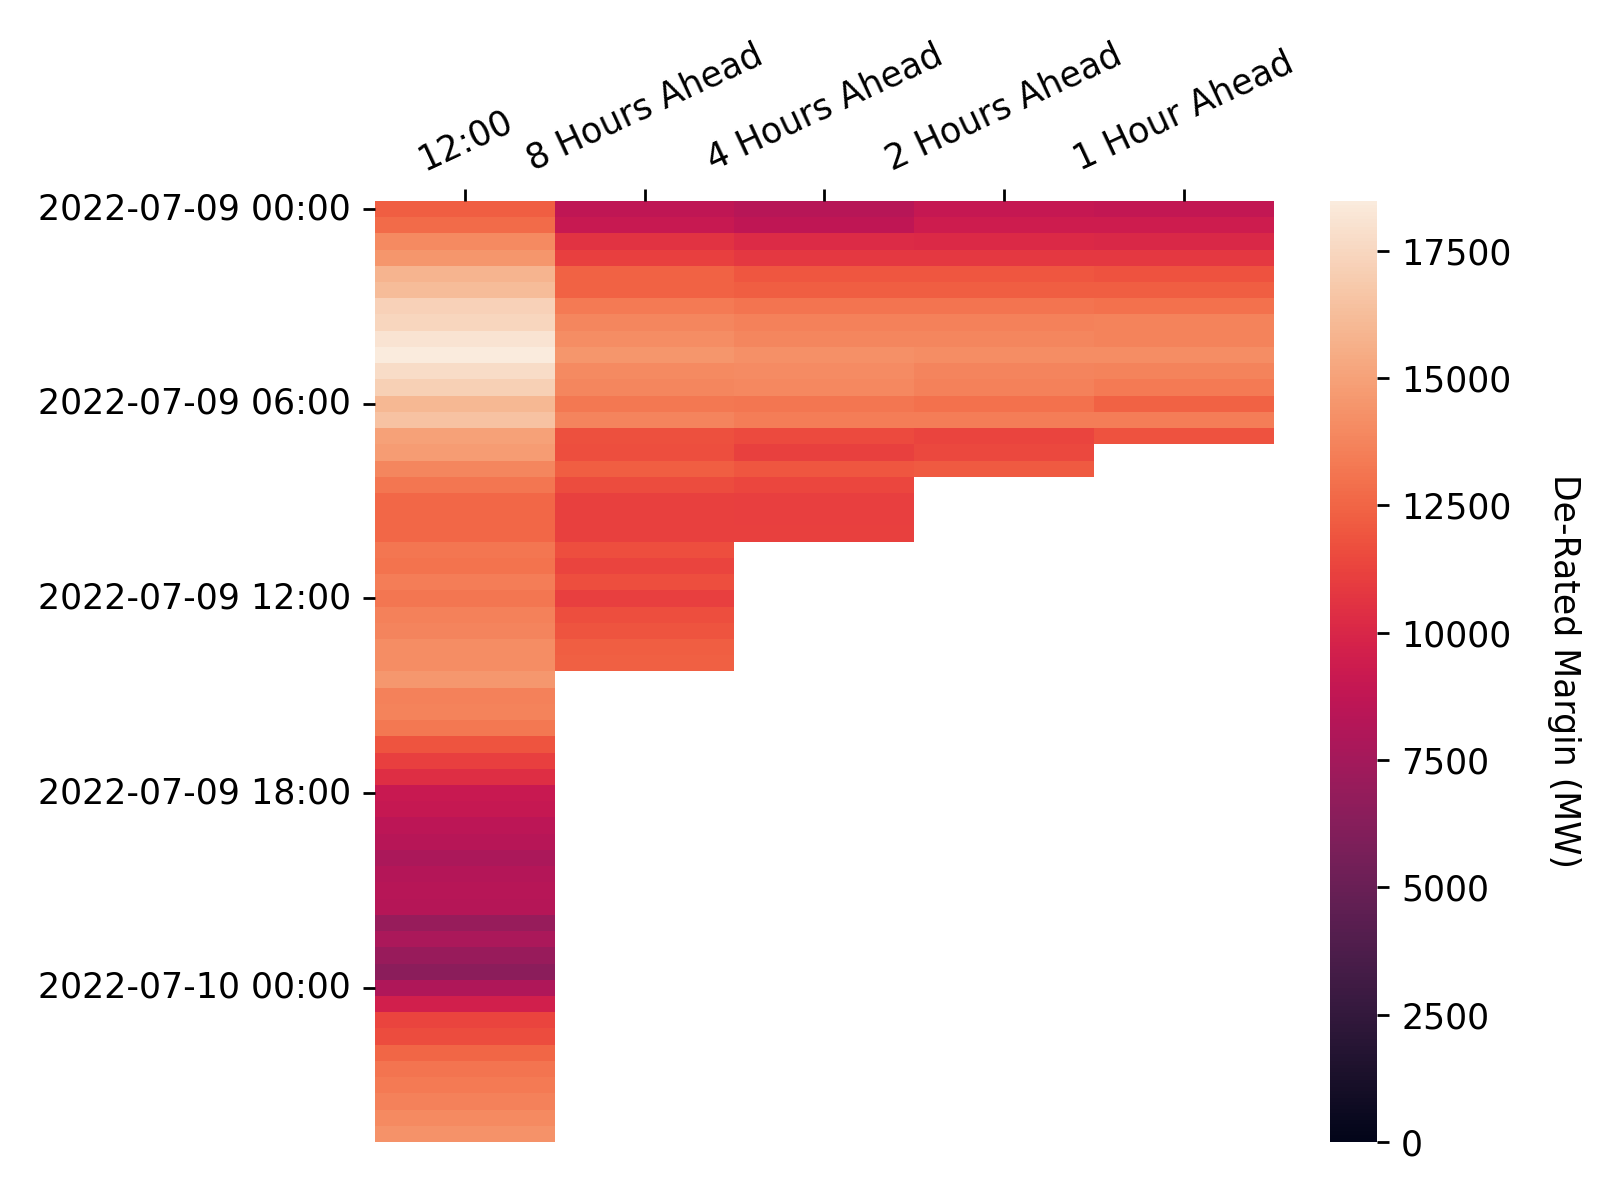 12:00
8 Hours Ahead
4 Hours Ahead
2 Hours Ahead
1 Hour Ahead
2022-07-09 00:00
2022-07-09 06:00
2022-07-09 12:00
2022-07-09 18:00
2022-07-10 00:00
17500
15000
12500
10000
7500
5000
2500
0
De-Rated Margin (MW)